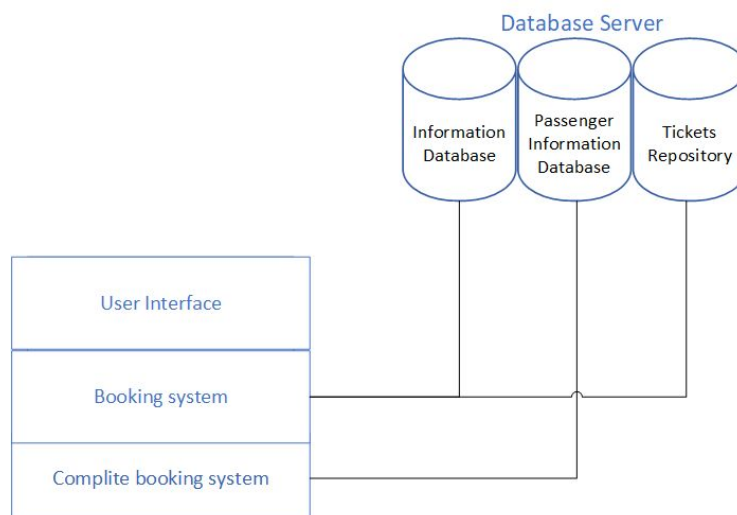 Database Server
Information
Database
Passenger
Information
Database
Tickets
Repository
User Interface
Booking system
Complite booking system